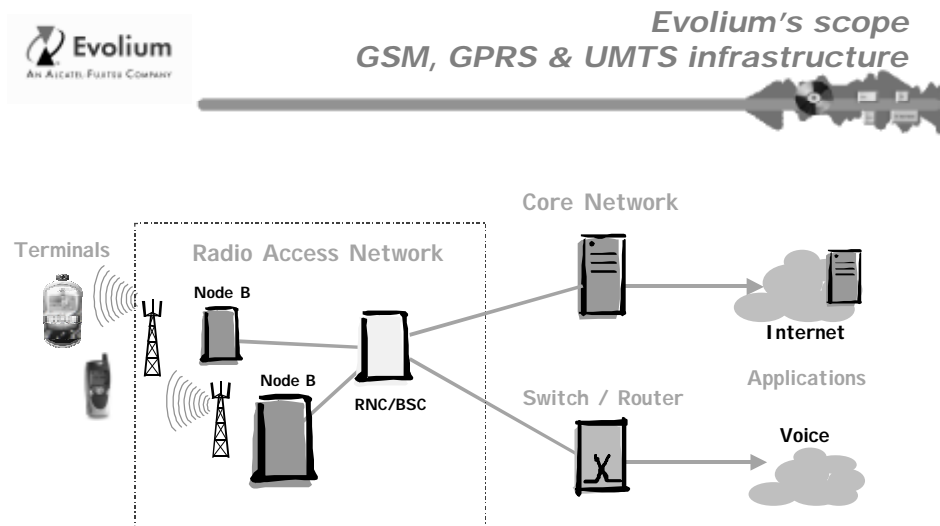 Evolium's scope
GSM, GPRS & UMTS infrastructure
Evolium
AN ALCATEL FUJITSU COMPANY
Core Network
Terminals
Radio Access Network
Node B
Internet
Node B
RNC/BSC
Switch / Router
Applications
Voice